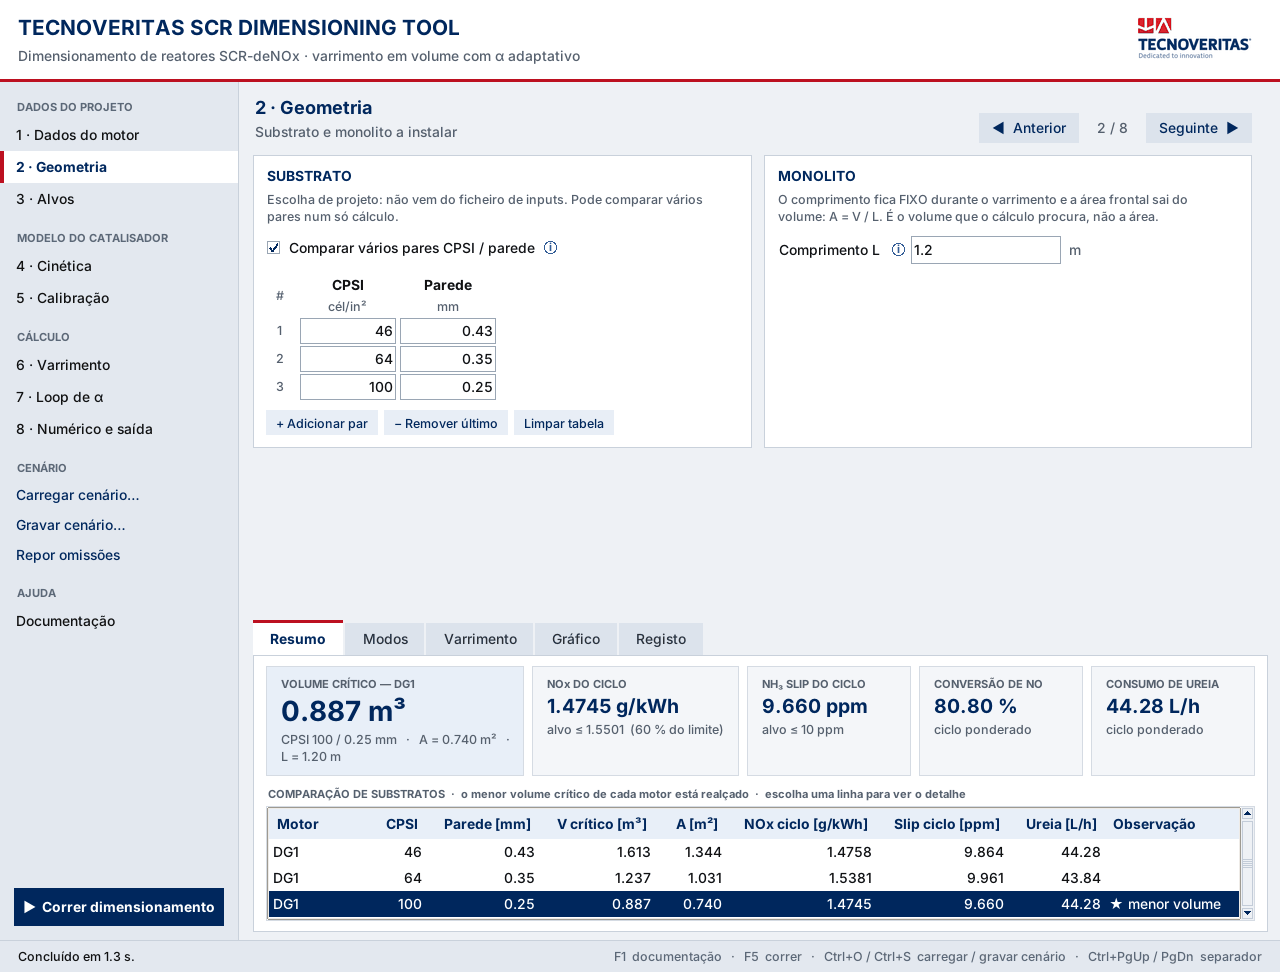 TECNOVERITAS SCR DIMENSIONING TOOL
Dimensionamento de reatores SCR-deNOx · varrimento em volume com α adaptativo
TECNOVERITAS
Dedicated to innovation
DADOS DO PROJETO
1 · Dados do motor
2 · Geometria
3 · Alvos
MODELO DO CATALISADOR
4 · Cinética
5 · Calibração
CÁLCULO
6 · Varrimento
7 · Loop de α
8 · Numérico e saída
CENÁRIO
Carregar cenário...
Gravar cenário...
Repor omissões
AJUDA
Documentação
▶ Correr dimensionamento
2 · Geometria
Substrato e monolito a instalar
◀ Anterior 2 / 8 Seguinte ▶
SUBSTRATO
Escolha de projeto: não vem do ficheiro de inputs. Pode comparar vários
pares num só cálculo.
Comparar vários pares CPSI / parede ⓘ
# CPSI Parede
cél/in² mm
1 46 0.43
2 64 0.35
3 100 0.25
+ Adicionar par − Remover último Limpar tabela
MONOLITO
O comprimento fica FIXO durante o varrimento e a área frontal sai do
volume: A = V / L. É o volume que o cálculo procura, não a área.
Comprimento L ⓘ 1.2 m
Resumo Modos Varrimento Gráfico Registo
VOLUME CRÍTICO — DG1
0.887 m³
CPSI 100 / 0.25 mm · A = 0.740 m² ·
L = 1.20 m
NOx DO CICLO
1.4745 g/kWh
alvo ≤ 1.5501 (60 % do limite)
NH₃ SLIP DO CICLO
9.660 ppm
alvo ≤ 10 ppm
CONVERSÃO DE NO
80.80 %
ciclo ponderado
CONSUMO DE UREIA
44.28 L/h
ciclo ponderado
COMPARAÇÃO DE SUBSTRATOS · o menor volume crítico de cada motor está realçado · escolha uma linha para ver o detalhe
Motor CPSI Parede [mm] V crítico [m³] A [m²] NOx ciclo [g/kWh] Slip ciclo [ppm] Ureia [L/h] Observação
DG1 46 0.43 1.613 1.344 1.4758 9.864 44.28
DG1 64 0.35 1.237 1.031 1.5381 9.961 43.84
DG1 100 0.25 0.887 0.740 1.4745 9.660 44.28 ★ menor volume
Concluído em 1.3 s.
F1 documentação · F5 correr · Ctrl+O / Ctrl+S carregar / gravar cenário · Ctrl+PgUp / PgDn separador